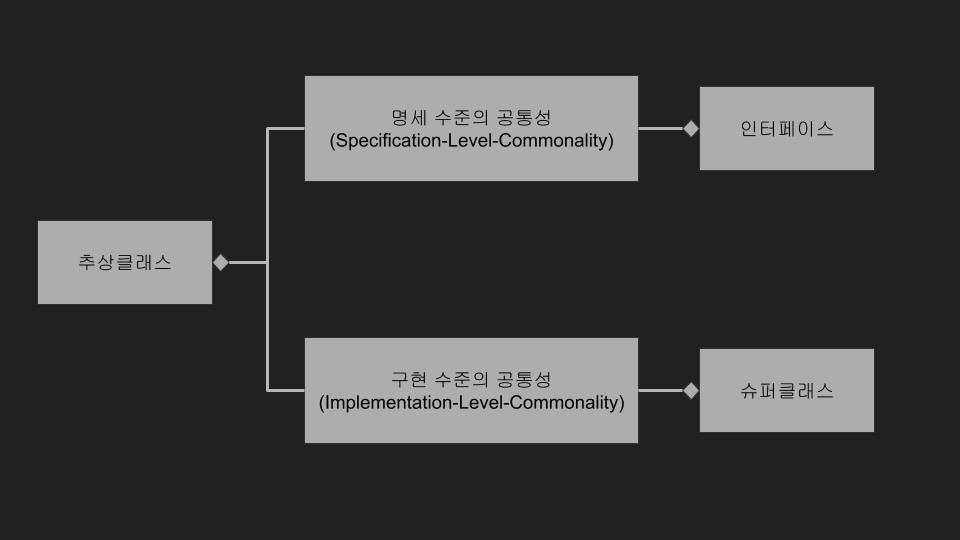 명세 수준의 공통성
(Specification-Level-Commonality)
인터페이스
추상클래스
구현 수준의 공통성
(Implementation-Level-Commonality)
슈퍼클래스